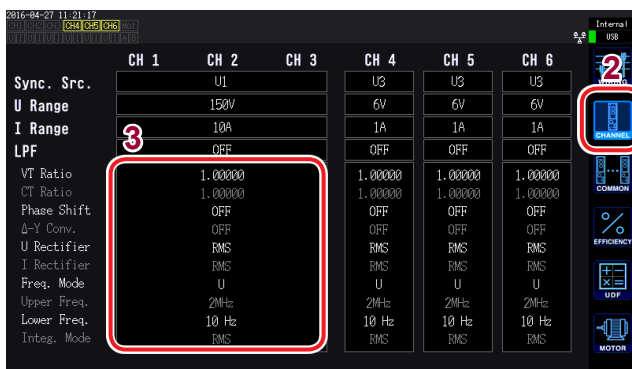 2016-04-27 11:21:17
CH1 CH2 CH3 CH4 CH5 CH6 Mot
U I U I U I U I U I U I A B
Internal
USB
CH 1 CH 2 CH 3 CH 4 CH 5 CH 6
2
WIRING
Sync. Src. U1 U3 U3 U3
U Range 150V 6V 6V 6V
I Range 10A 1A 1A 1A
CHANNEL
3
LPF OFF OFF OFF OFF
VT Ratio 1.00000 1.00000 1.00000 1.00000
CT Ratio 1.00000 1.00000 1.00000 1.00000
COMMON
Phase Shift OFF OFF OFF OFF
Δ-Y Conv. OFF OFF OFF OFF
U Rectifier RMS RMS RMS RMS
EFFICIENCY
I Rectifier RMS RMS RMS RMS
Freq. Mode U U U U
Upper Freq. 2MHz 2MHz 2MHz 2MHz
UDF
Lower Freq. 10 Hz 10 Hz 10 Hz 10 Hz
Integ. Mode RMS RMS RMS RMS
MOTOR